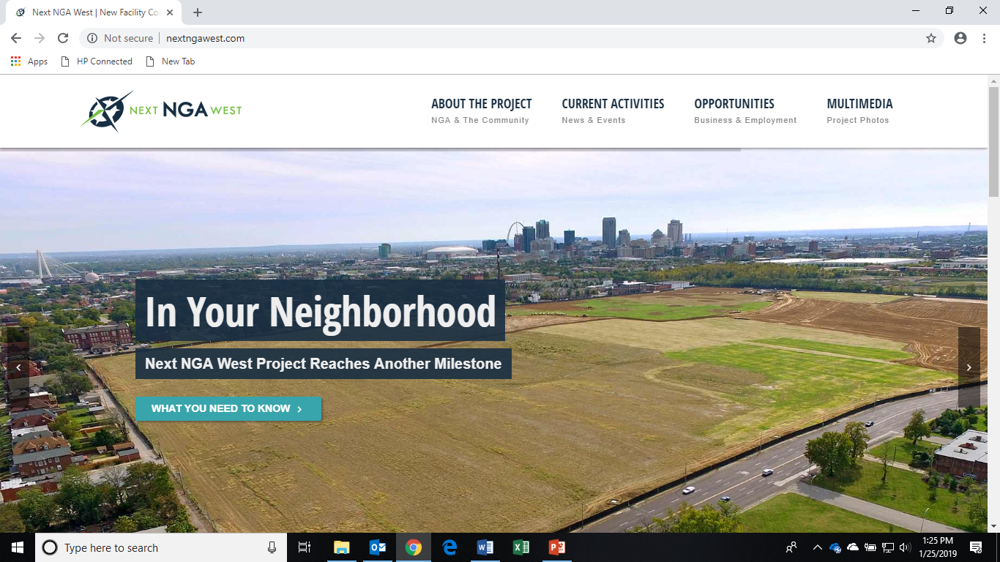 Next NGA West | New Facility Co
Not secure
nextngawest.com
Apps
HP Connected
New Tab
NEXT NGA WEST
ABOUT THE PROJECT
NGA & The Community
CURRENT ACTIVITIES
News & Events
OPPORTUNITIES
Business & Employment
MULTIMEDIA
Project Photos
In Your Neighborhood
Next NGA West Project Reaches Another Milestone
WHAT YOU NEED TO KNOW
Type here to search
1:25 PM
1/25/2019